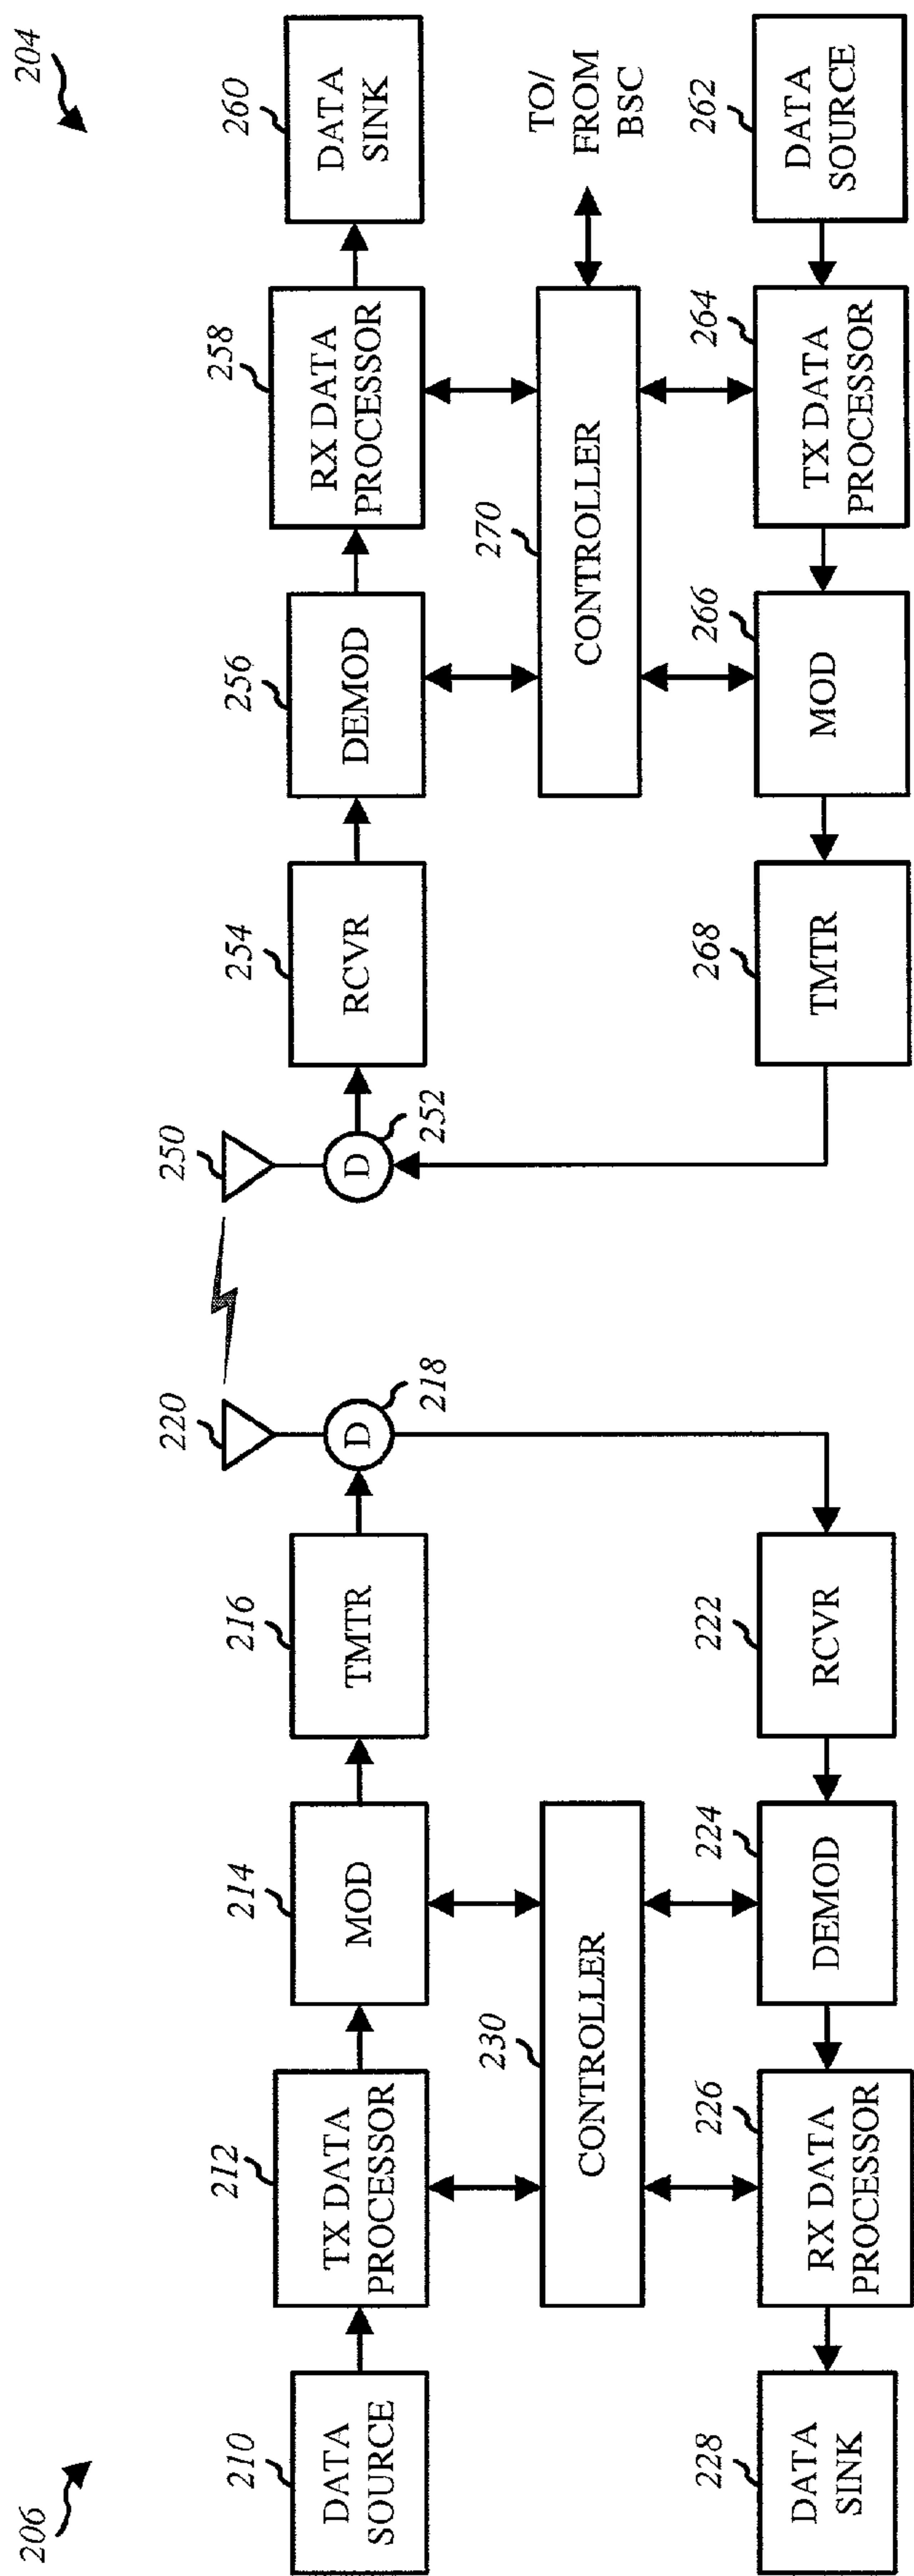 206
204
210
DATA
SOURCE
212
TX DATA
PROCESSOR
214
MOD
216
TMTR
220
D
218
250
D
252
254
RCVR
256
DEMOD
258
RX DATA
PROCESSOR
260
DATA
SINK
230
CONTROLLER
270
CONTROLLER
TO/
FROM
BSC
228
DATA
SINK
226
RX DATA
PROCESSOR
224
DEMOD
222
RCVR
268
TMTR
266
MOD
264
TX DATA
PROCESSOR
262
DATA
SOURCE